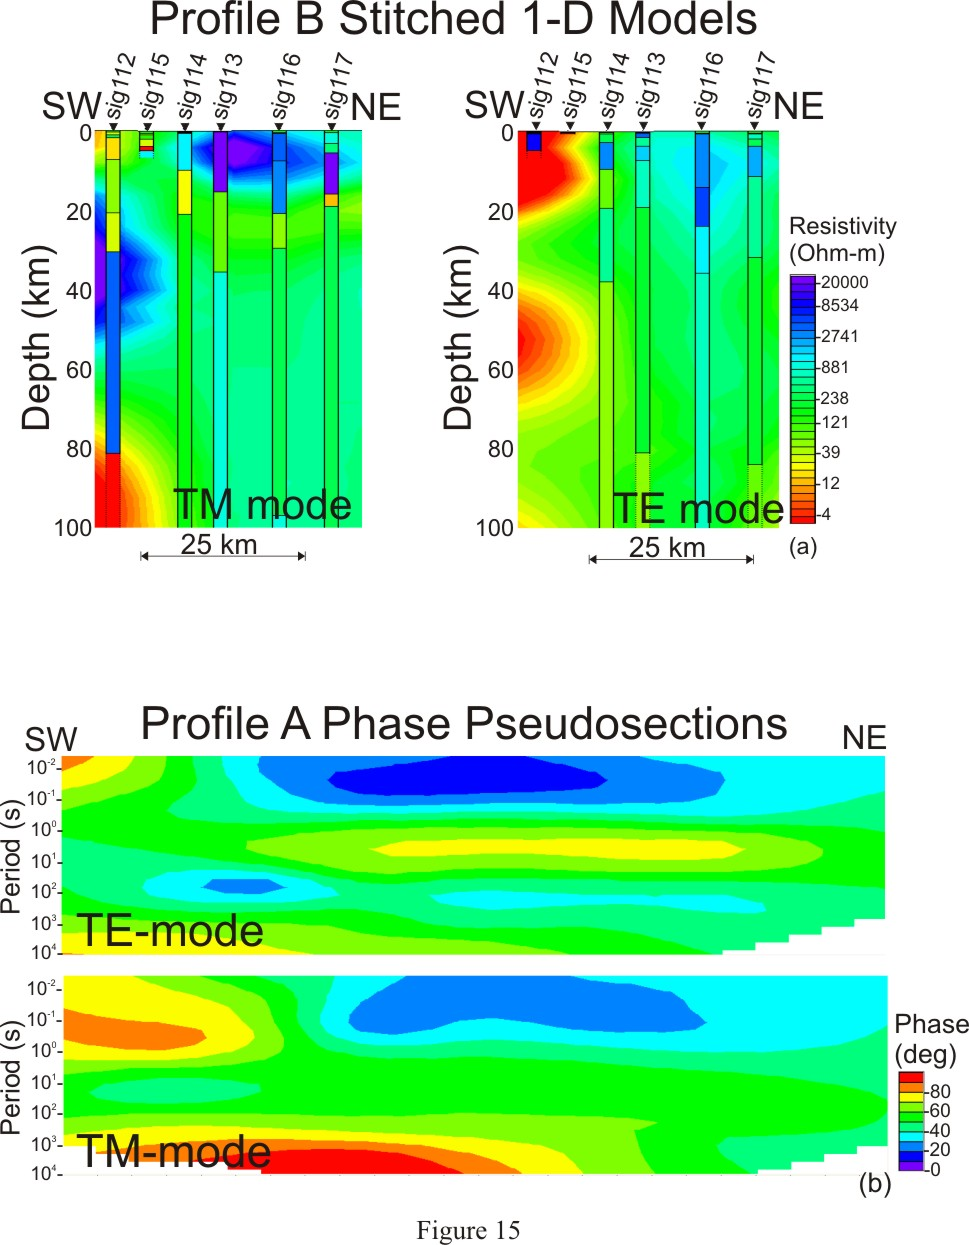 Profile B Stitched 1-D Models
SW sig112 sig115 sig114 sig113 sig116 sig117 NE
SW sig112 sig115 sig114 sig113 sig116 sig117 NE
Depth (km)
0
20
40
60
80
100
TM mode
25 km
Depth (km)
0
20
40
60
80
100
TE mode
25 km
Resistivity
(Ohm-m)
20000
8534
2741
881
238
121
39
12
4
(a)
Profile A Phase Pseudosections
SW NE
Period (s)
10-2
10-1
100
101
102
103
104
TE-mode
Period (s)
10-2
10-1
100
101
102
103
104
TM-mode
Phase
(deg)
80
60
40
20
0
(b)
Figure 15